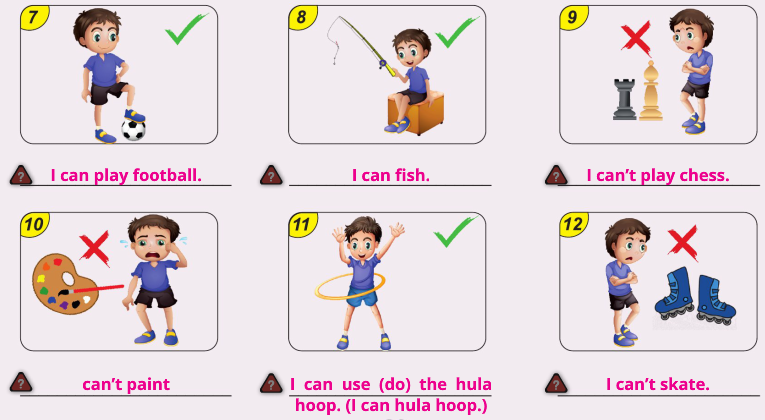 7
8
9
I can play football.
I can fish.
I can’t play chess.
10
11
12
can’t paint
I can use (do) the hula
hoop. (I can hula hoop.)
I can’t skate.